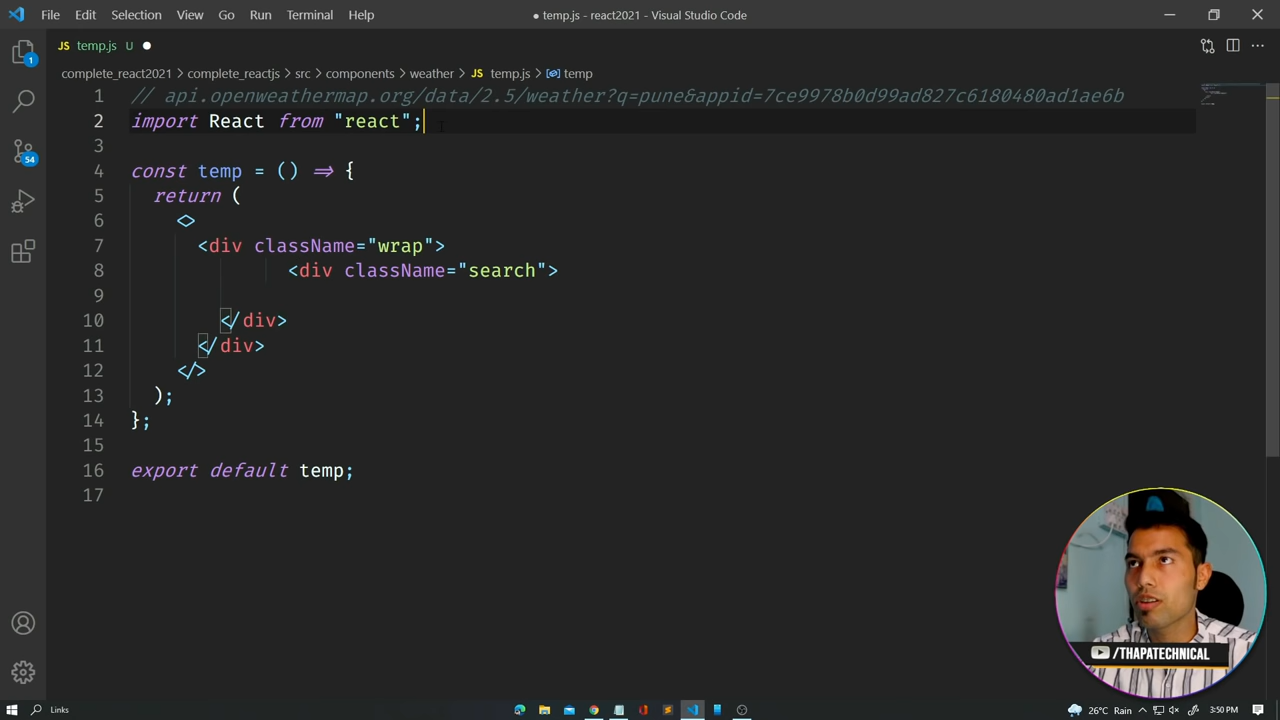 File Edit Selection View Go Run Terminal Help
● temp.js - react2021 - Visual Studio Code
JS temp.js U
complete_react2021 > complete_reactjs > src > components > weather > JS temp.js > temp
1 // api.openweathermap.org/data/2.5/weather?q=pune&appid=7ce9978b0d99ad827c6180480ad1ae6b
2 import React from "react";
3
4 const temp = () => {
5 return (
6 <>
7 <div className="wrap">
8 <div className="search">
9
10 </div>
11 </div>
12 </>
13 );
14 };
15
16 export default temp;
17
1
54
/THAPATECHNICAL
Links
26°C Rain
3:50 PM